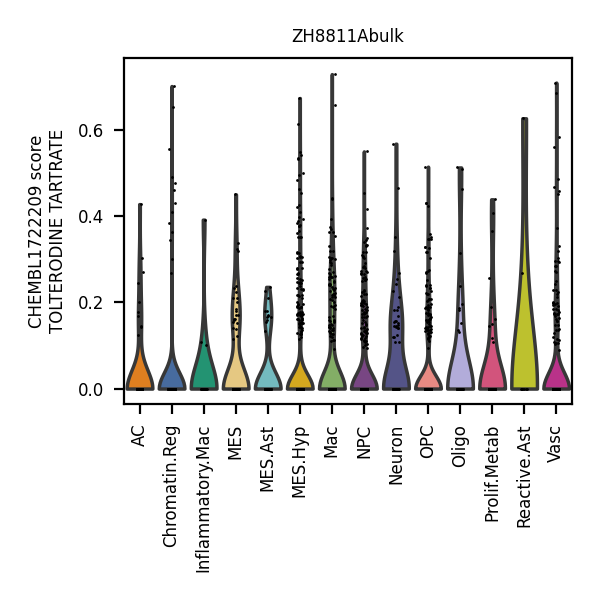 ZH8811Abulk
CHEMBL1722209 score
TOLTERODINE TARTRATE
0.6
0.4
0.2
0.0
AC
Chromatin.Reg
Inflammatory.Mac
MES
MES.Ast
MES.Hyp
Mac
NPC
Neuron
OPC
Oligo
Prolif.Metab
Reactive.Ast
Vasc